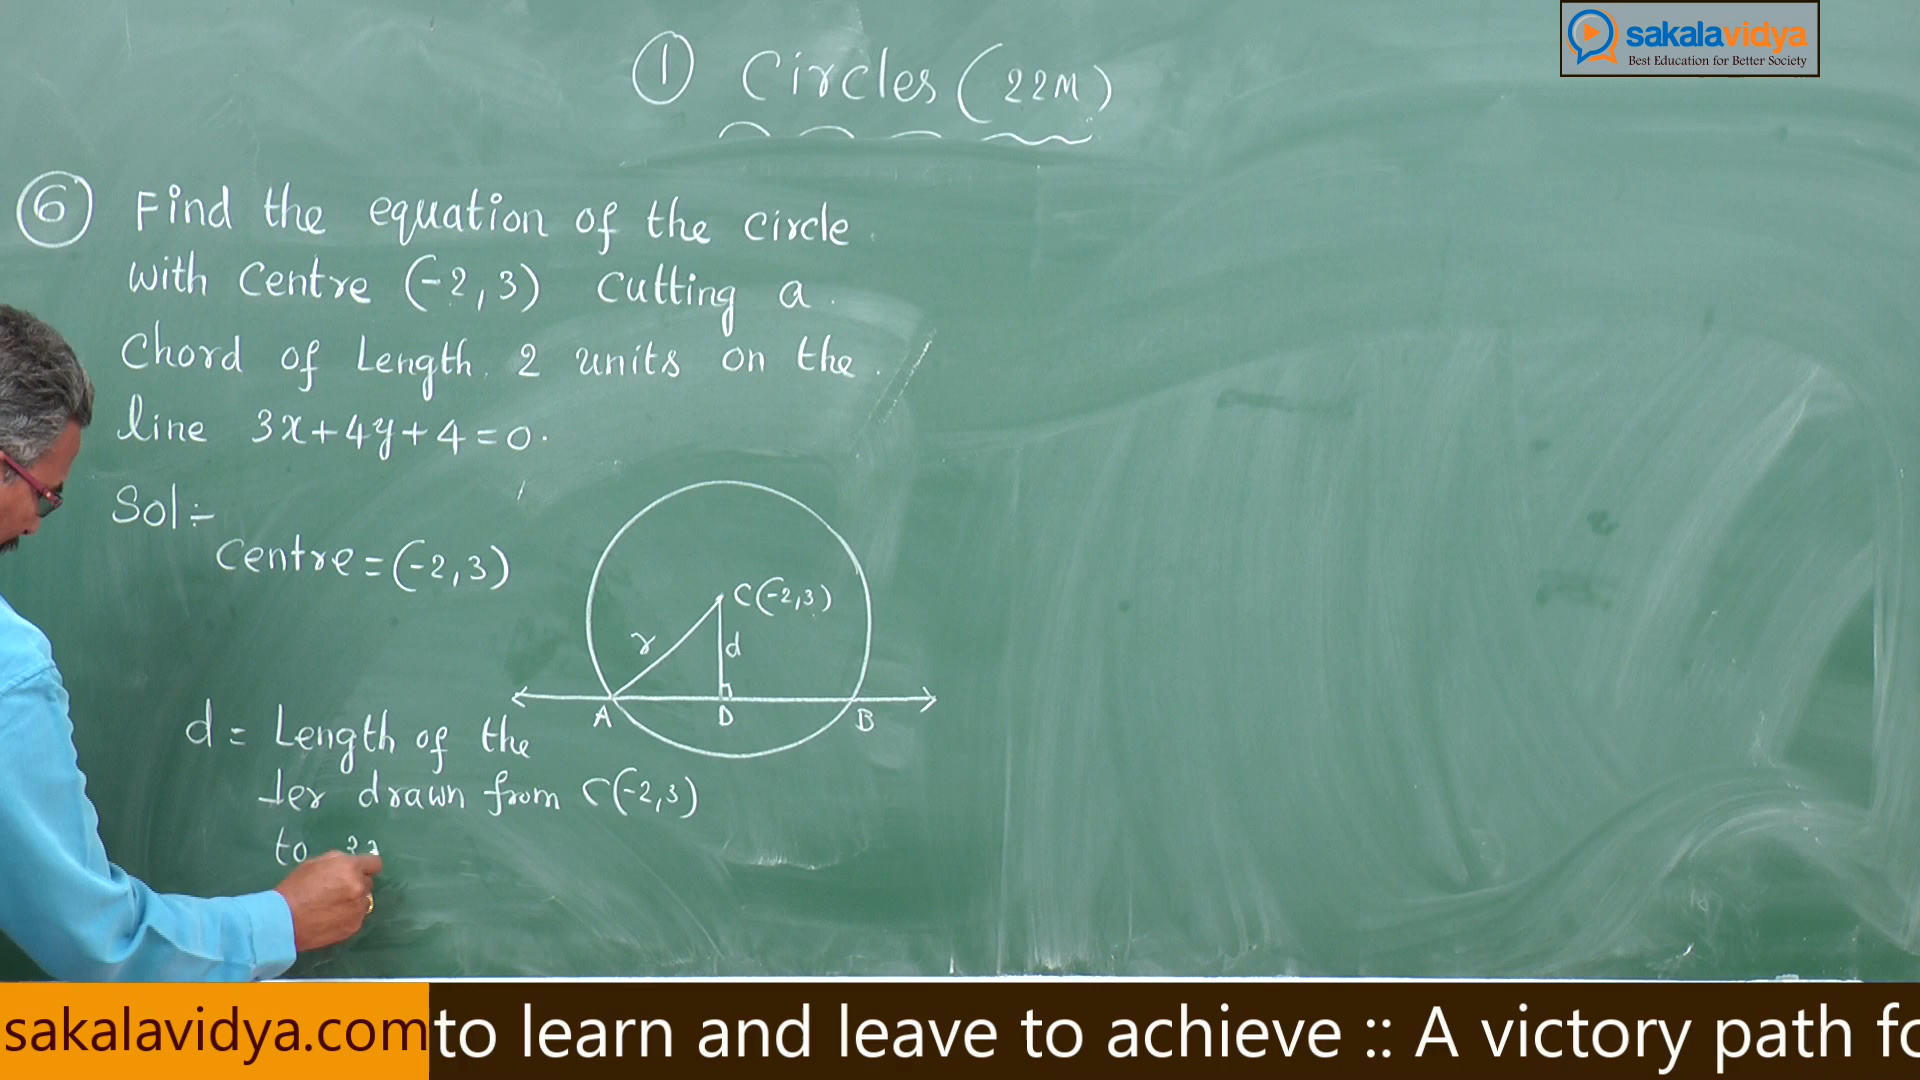 sakalavidya
Best Education for Better Society
① Circles (22M)
⑥ Find the equation of the circle
with centre (-2,3) cutting a
chord of Length 2 units on the
line 3x+4y+4=0.
Sol:-
centre=(-2,3)
C(-2,3)
r
d
A D B
d = Length of the
⊥er drawn from C(-2,3)
to 3x
sakalavidya.com to learn and leave to achieve :: A victory path fo